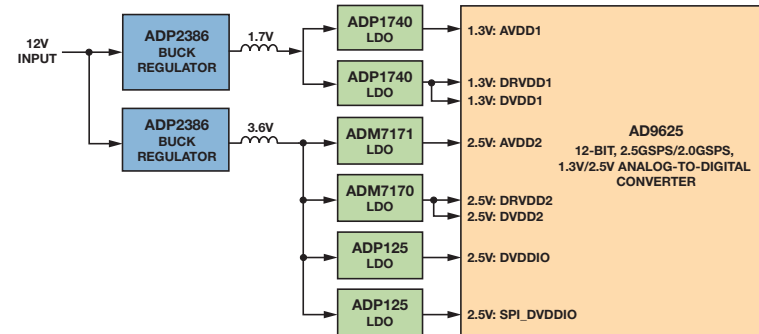 12V
INPUT
ADP2386
BUCK
REGULATOR
1.7V
ADP2386
BUCK
REGULATOR
3.6V
ADP1740
LDO
ADP1740
LDO
ADM7171
LDO
ADM7170
LDO
ADP125
LDO
ADP125
LDO
1.3V: AVDD1
1.3V: DRVDD1
1.3V: DVDD1
2.5V: AVDD2
2.5V: DRVDD2
2.5V: DVDD2
2.5V: DVDDIO
2.5V: SPI_DVDDIO
AD9625
12-BIT, 2.5GSPS/2.0GSPS,
1.3V/2.5V ANALOG-TO-DIGITAL
CONVERTER